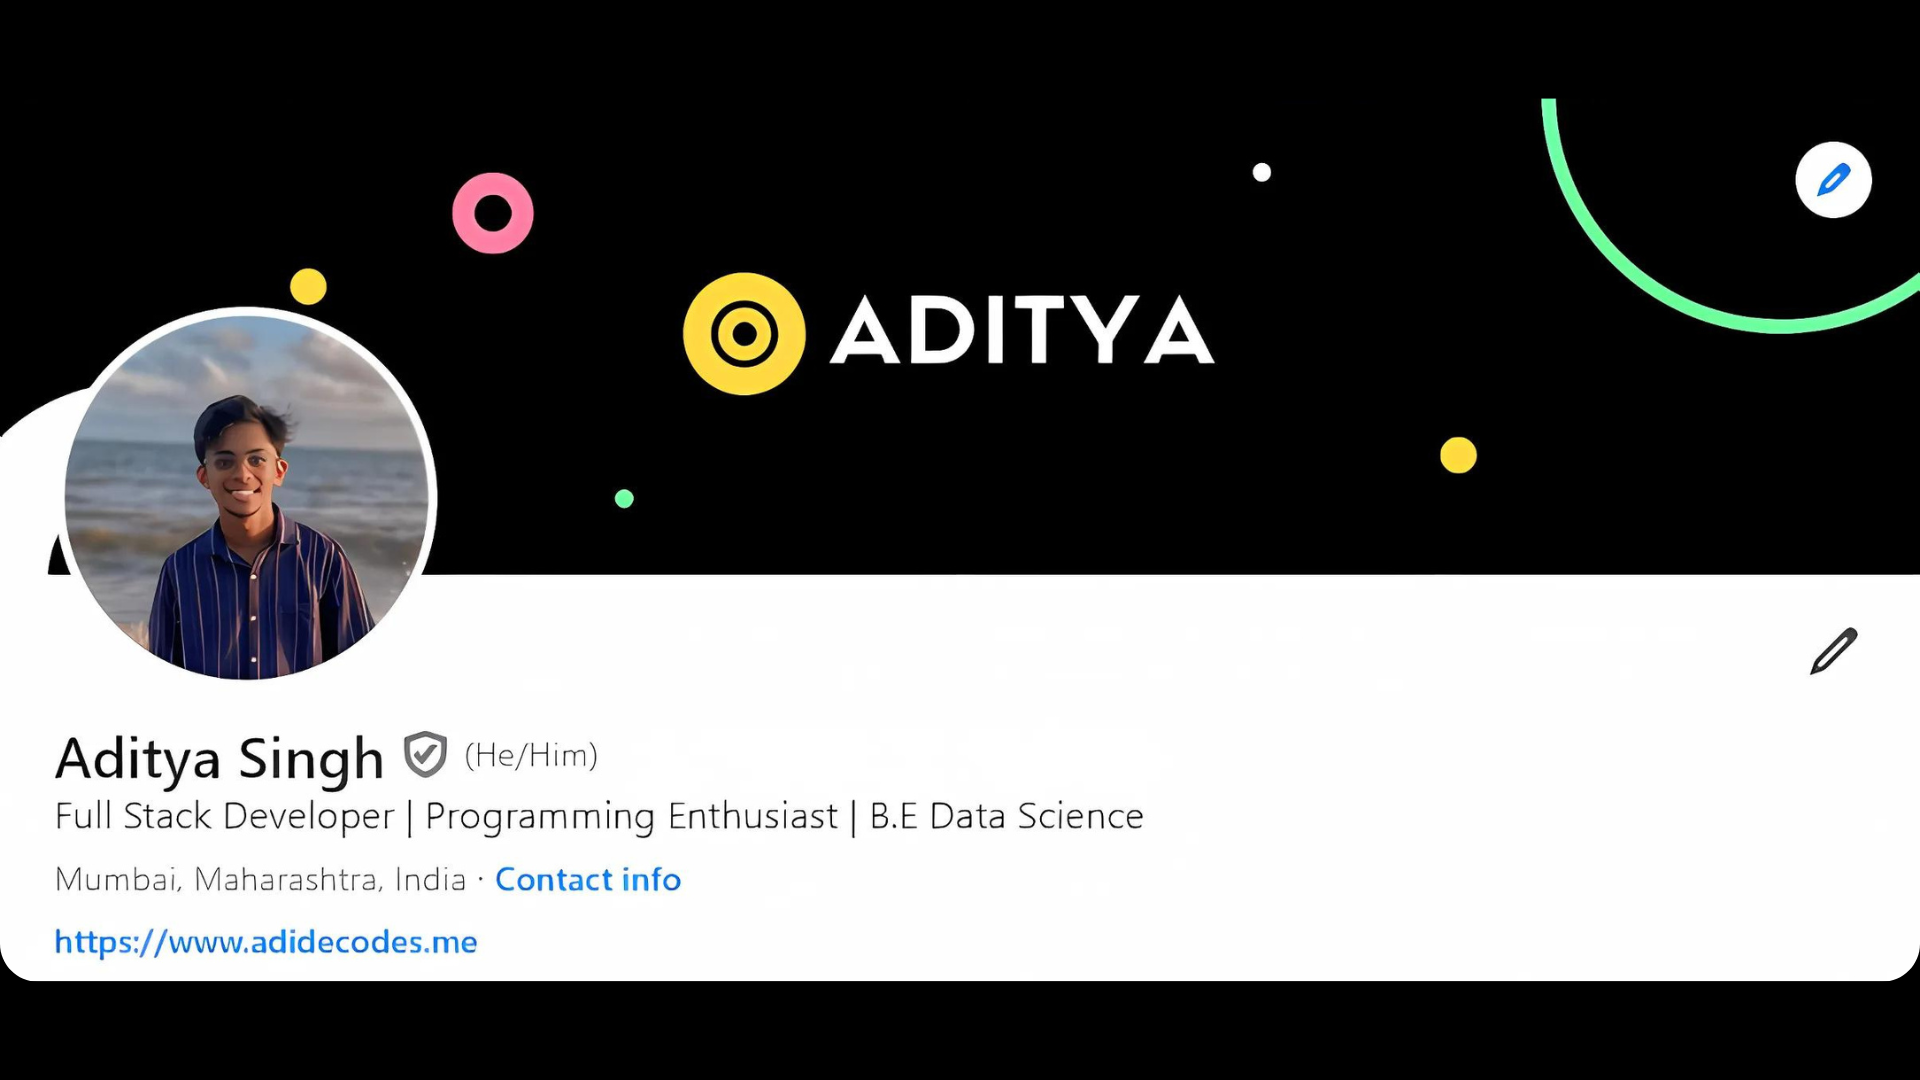 ADITYA
Aditya Singh (He/Him)
Full Stack Developer | Programming Enthusiast | B.E Data Science
Mumbai, Maharashtra, India · Contact info
https://www.adidecodes.me